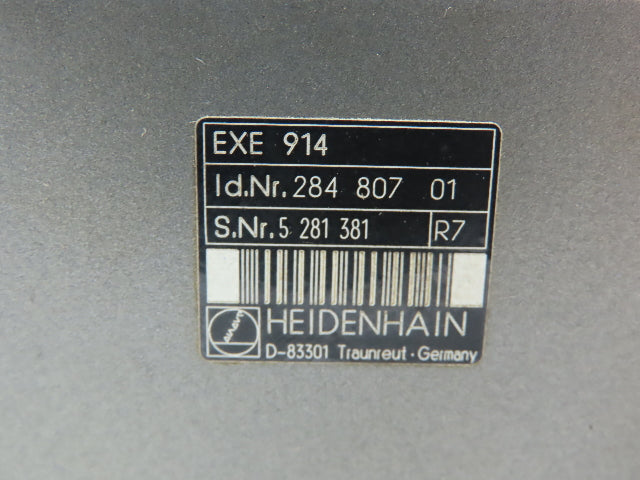 EXE 914
Id.Nr. 284 807 01
S.Nr. 5 281 381 R7
HEIDENHAIN
D-83301 Traunreut · Germany